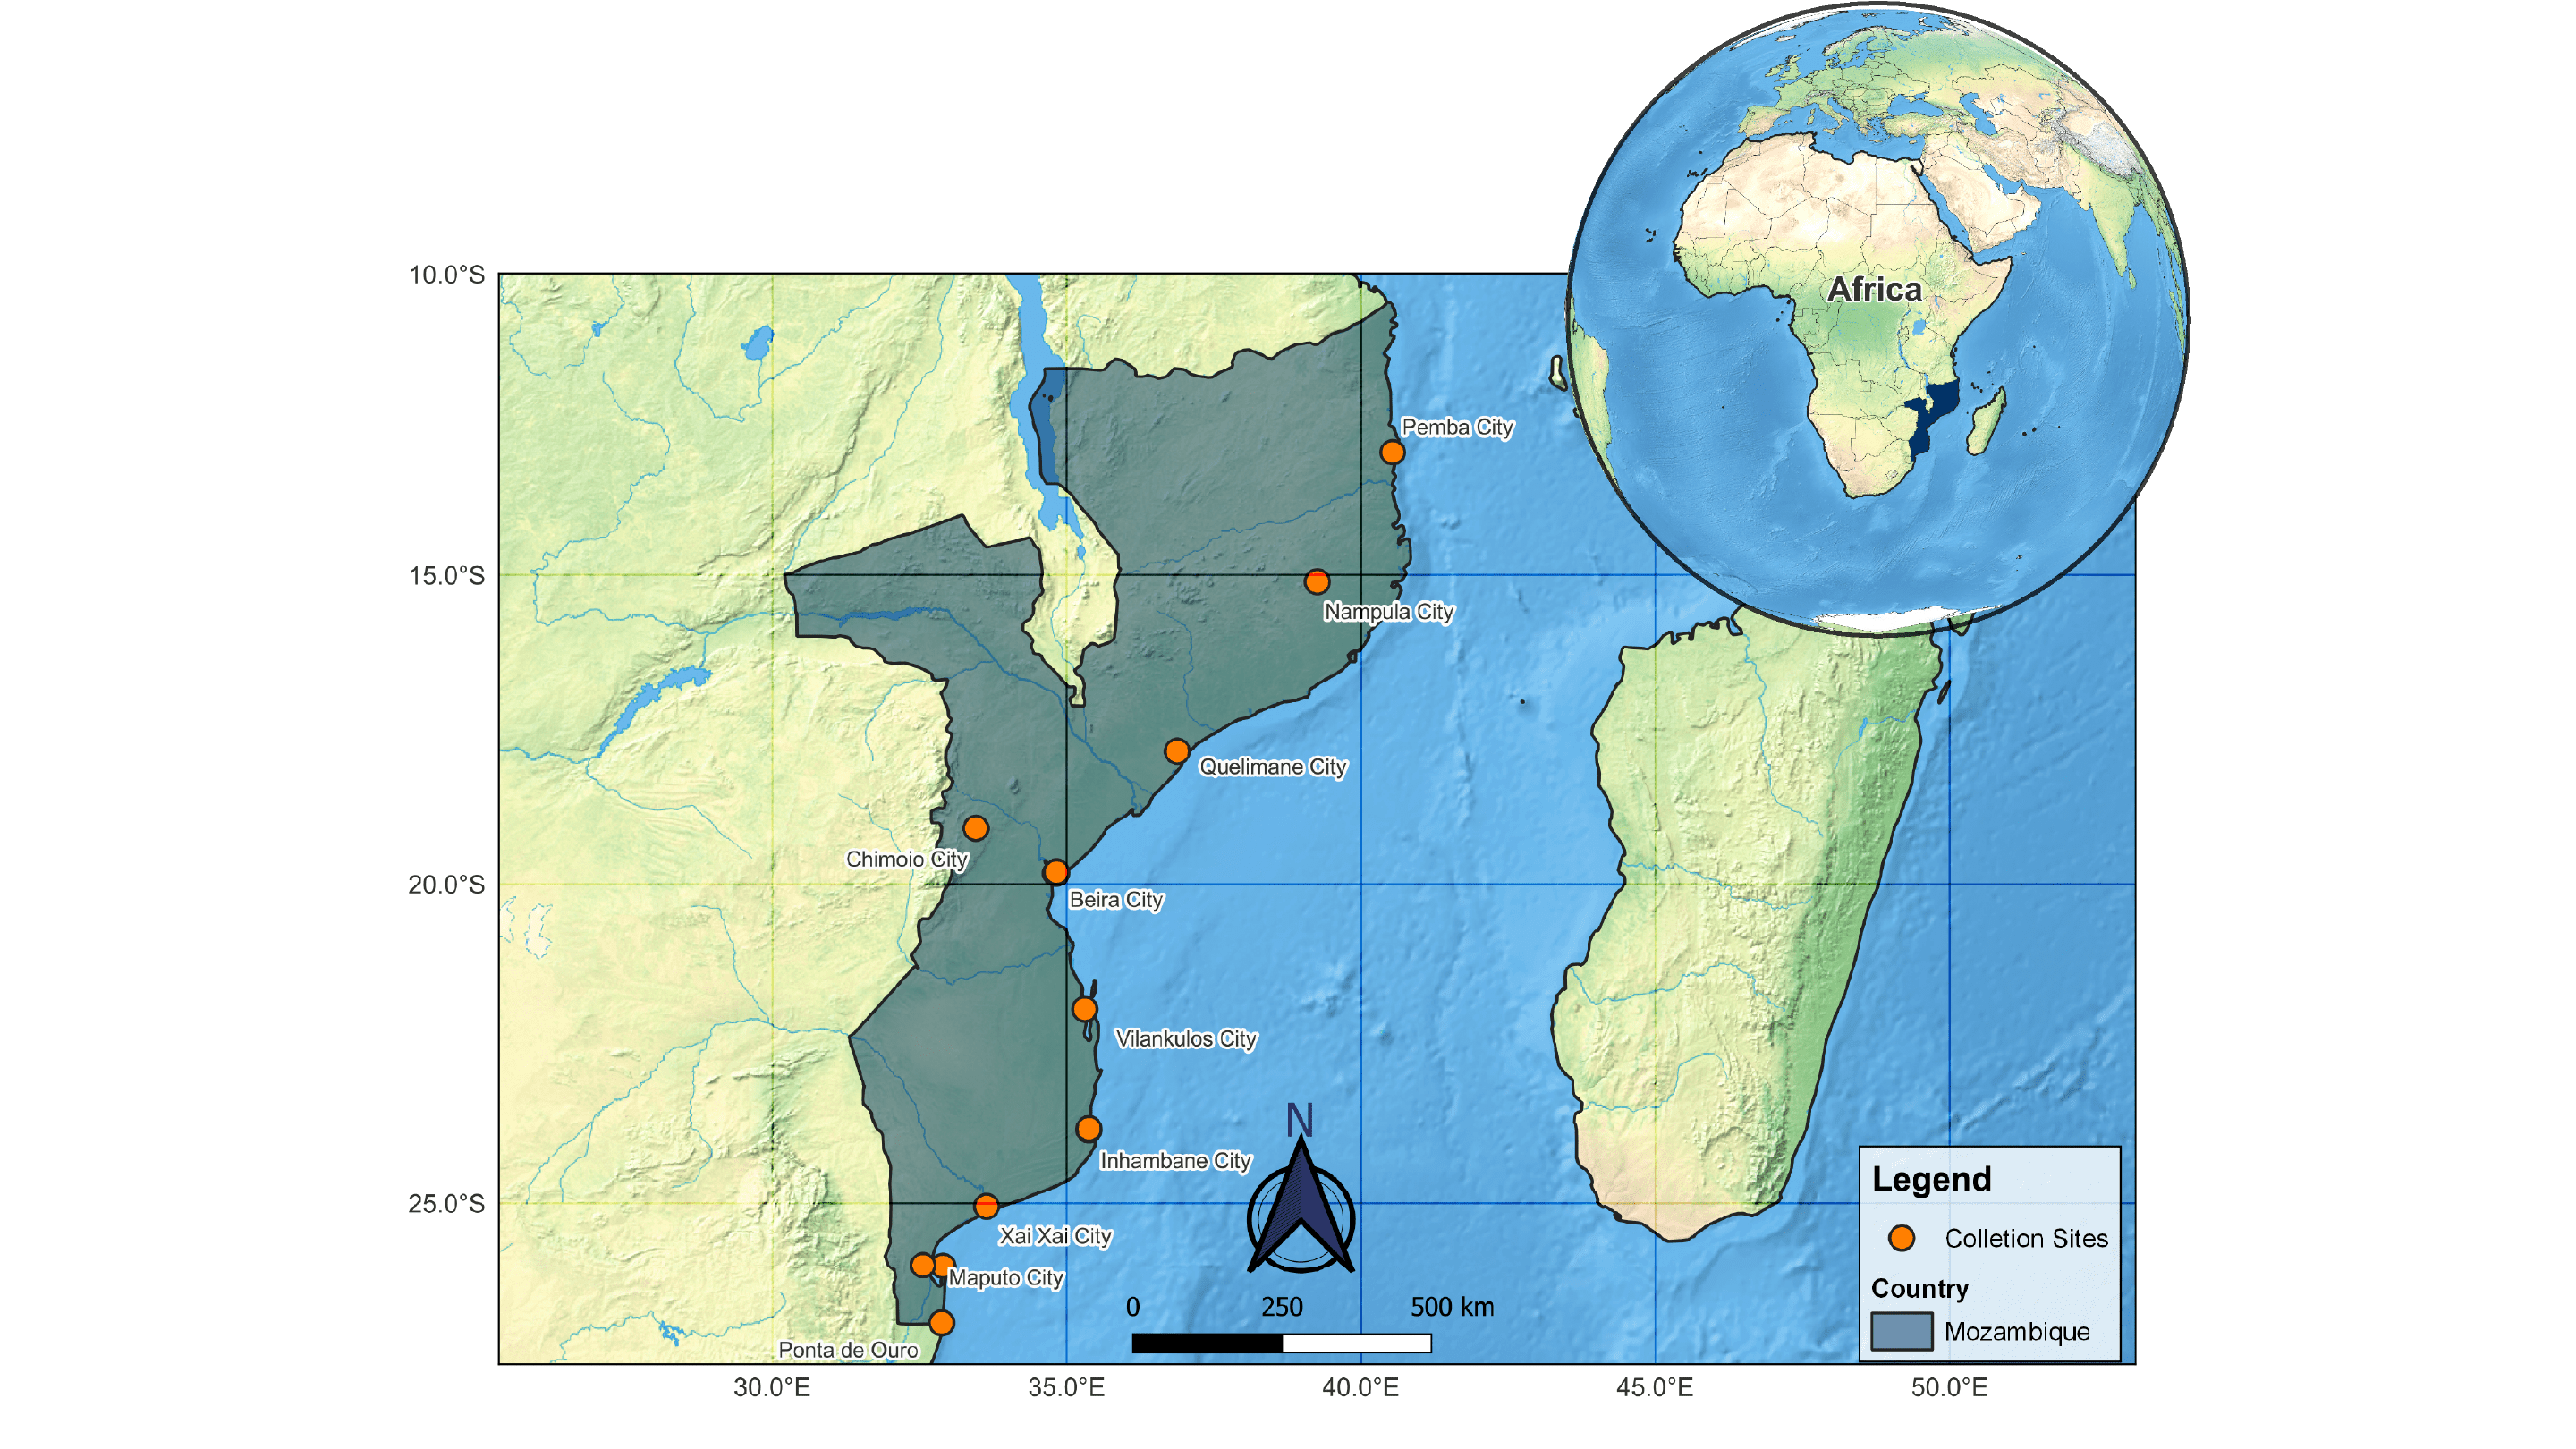 Africa
10.0°S
15.0°S
20.0°S
25.0°S
Pemba City
Nampula City
Quelimane City
Chimoio City
Beira City
Vilankulos City
Inhambane City
Xai Xai City
Maputo City
Ponta de Ouro
N
0 250 500 km
Legend
Colletion Sites
Country
Mozambique
30.0°E 35.0°E 40.0°E 45.0°E 50.0°E